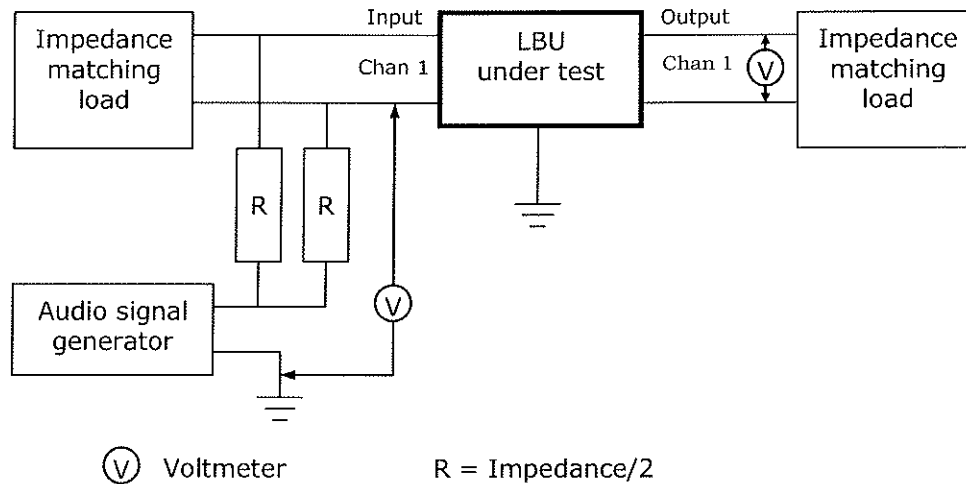 Impedance
matching
load
Input
Chan 1
LBU
under test
Output
Chan 1
V
Impedance
matching
load
R
R
V
Audio signal
generator
V Voltmeter
R = Impedance/2